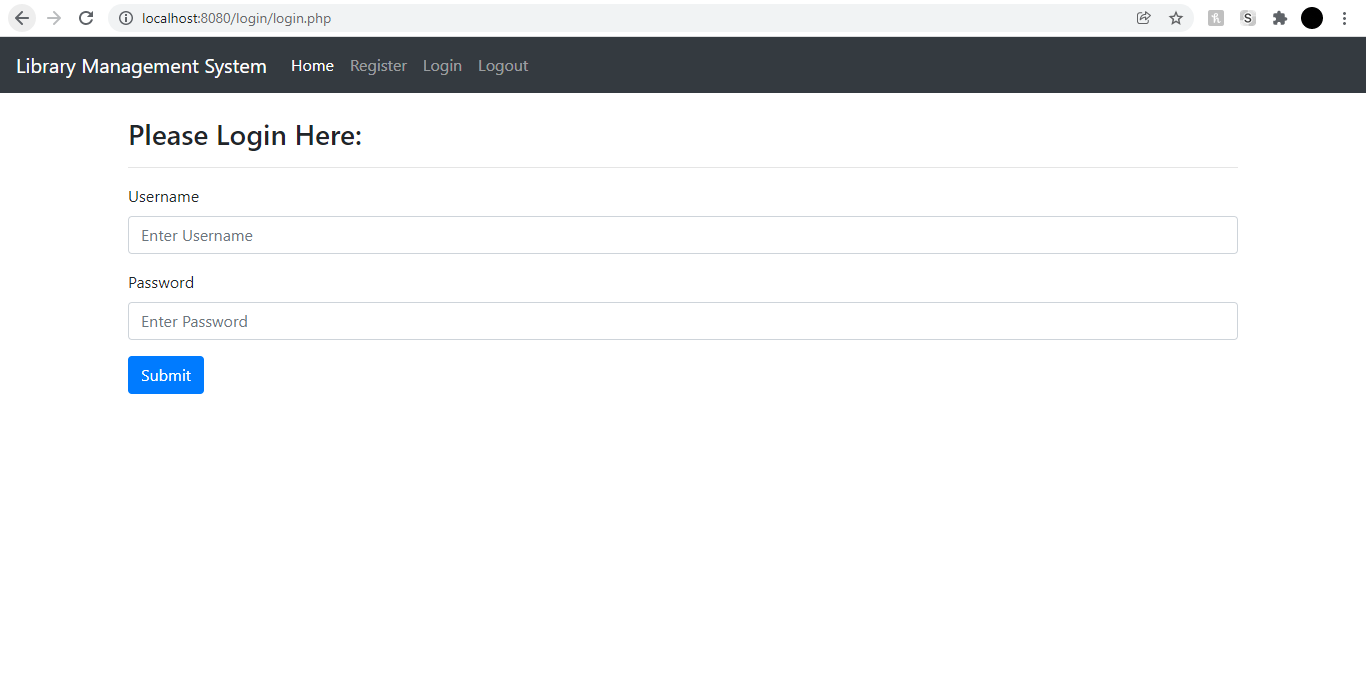 localhost:8080/login/login.php
Library Management System Home Register Login Logout
Please Login Here:
Username
Enter Username
Password
Enter Password
Submit